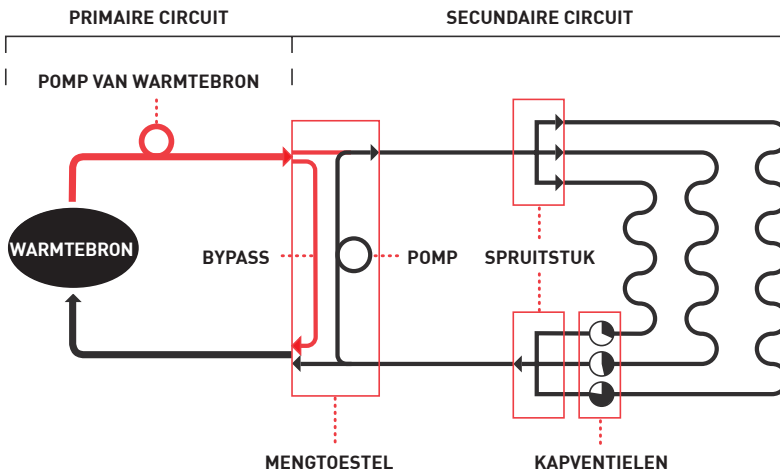 PRIMAIRE CIRCUIT
SECUNDAIRE CIRCUIT
POMP VAN WARMTEBRON
WARMTEBRON
BYPASS
POMP
SPRUITSTUK
MENGTOESTEL
KAPVENTIELEN